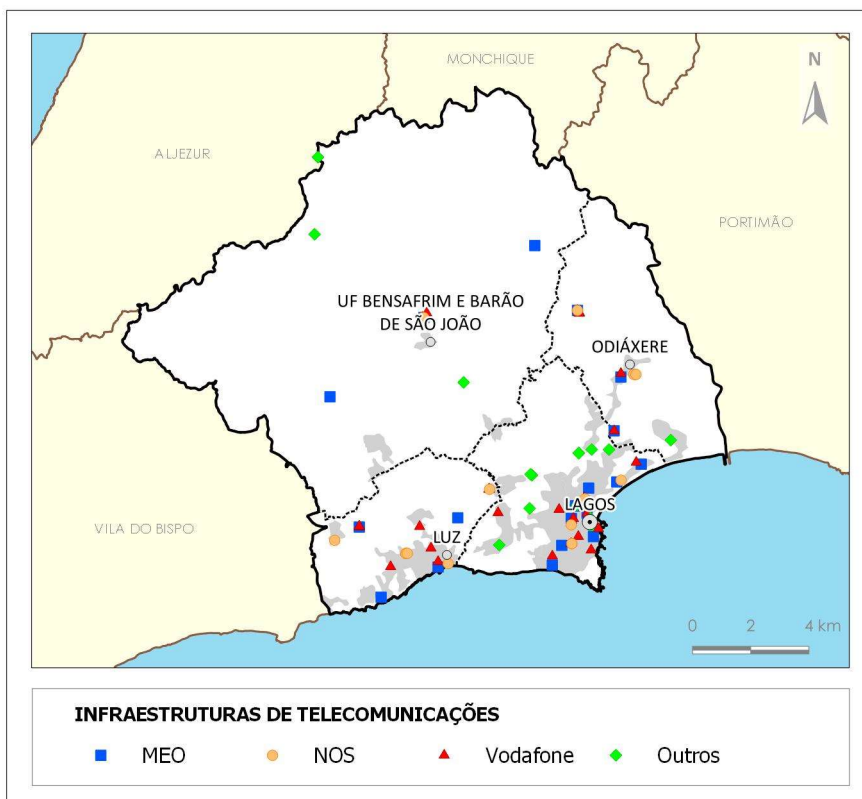 MONCHIQUE
N
ALJEZUR
PORTIMÃO
UF BENSAFRIM E BARÃO
DE SÃO JOÃO
ODIÁXERE
LAGOS
VILA DO BISPO
LUZ
0 2 4 km
INFRAESTRUTURAS DE TELECOMUNICAÇÕES
MEO NOS Vodafone Outros